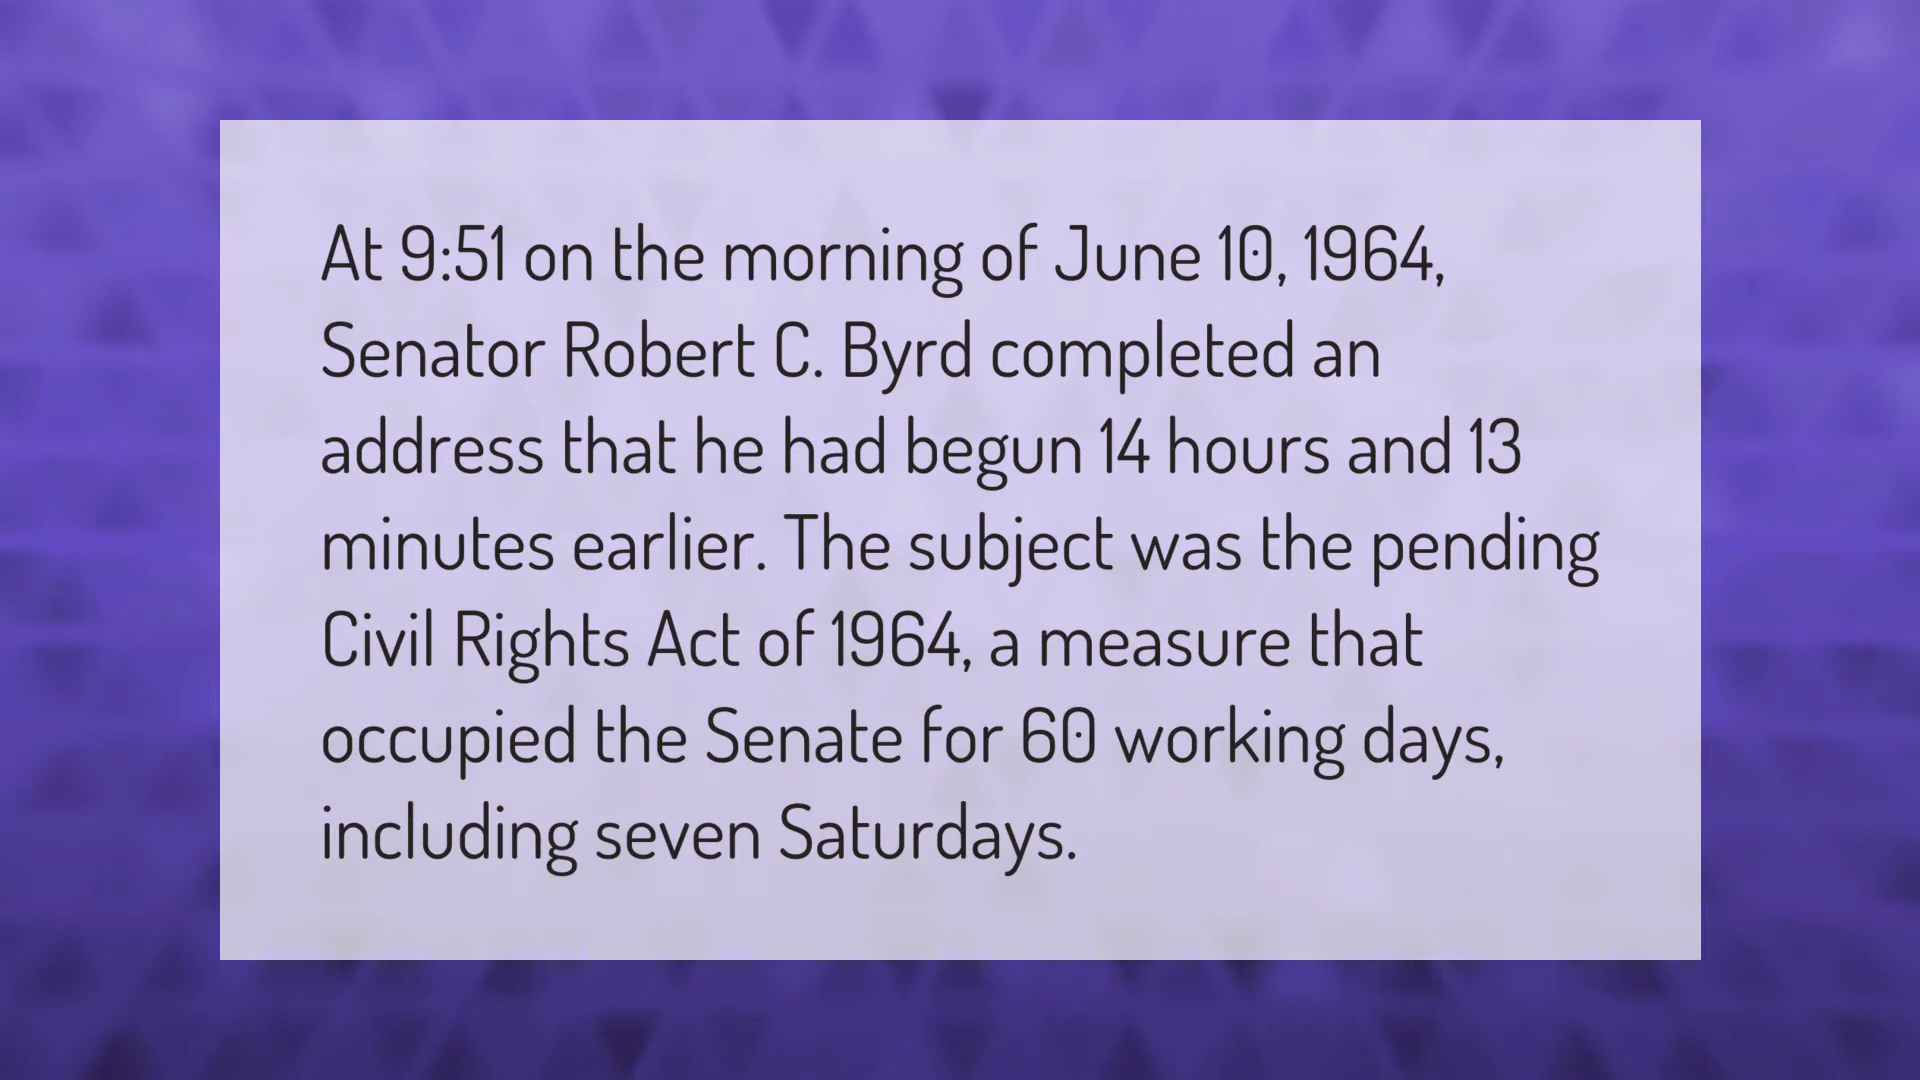 At 9:51 on the morning of June 10, 1964,
Senator Robert C. Byrd completed an
address that he had begun 14 hours and 13
minutes earlier. The subject was the pending
Civil Rights Act of 1964, a measure that
occupied the Senate for 60 working days,
including seven Saturdays.